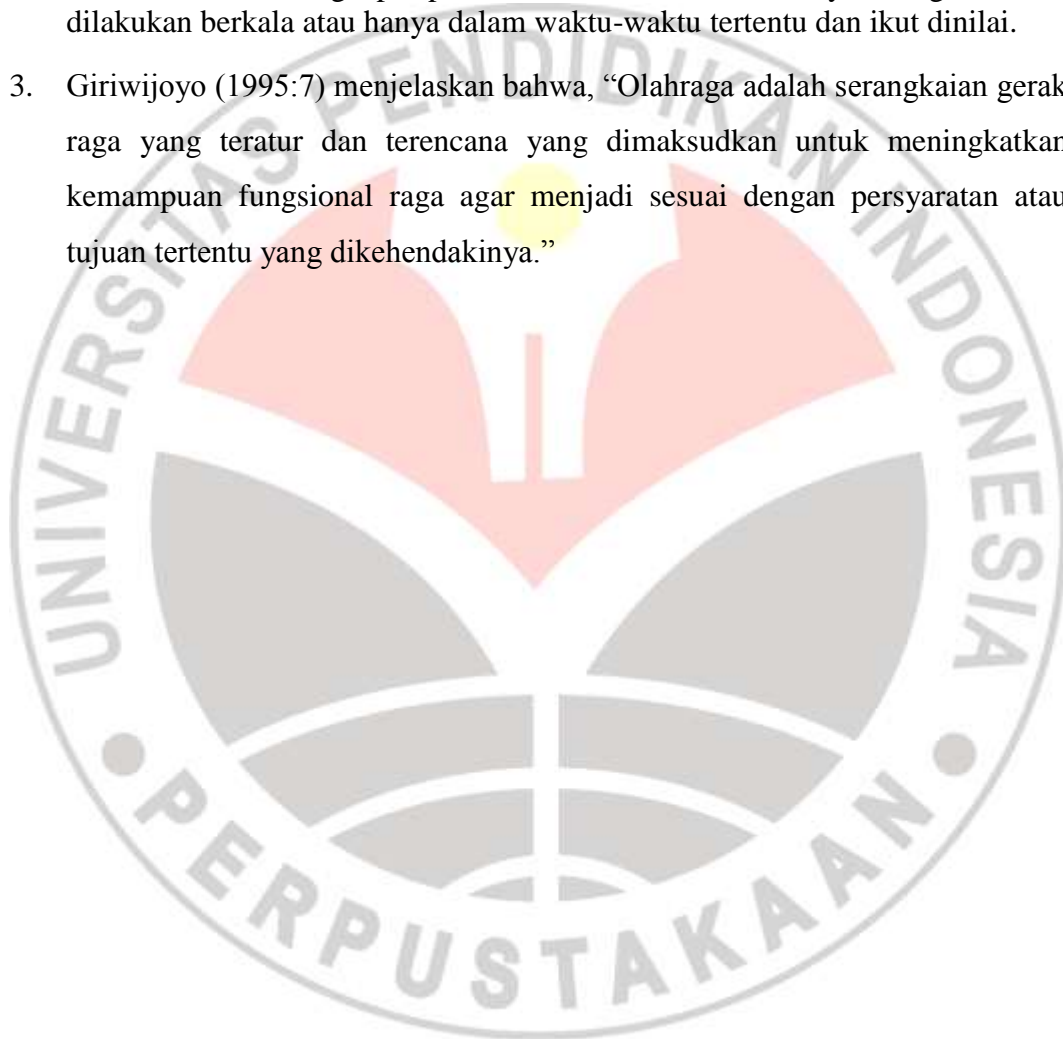 dilakukan berkala atau hanya dalam waktu-waktu tertentu dan ikut dinilai.
3. Giriwijoyo (1995:7) menjelaskan bahwa, “Olahraga adalah serangkaian gerak
raga yang teratur dan terencana yang dimaksudkan untuk meningkatkan
kemampuan fungsional raga agar menjadi sesuai dengan persyaratan atau
tujuan tertentu yang dikehendakinya.”
UNIVERSITAS PENDIDIKAN INDONESIA
PERPUSTAKAAN